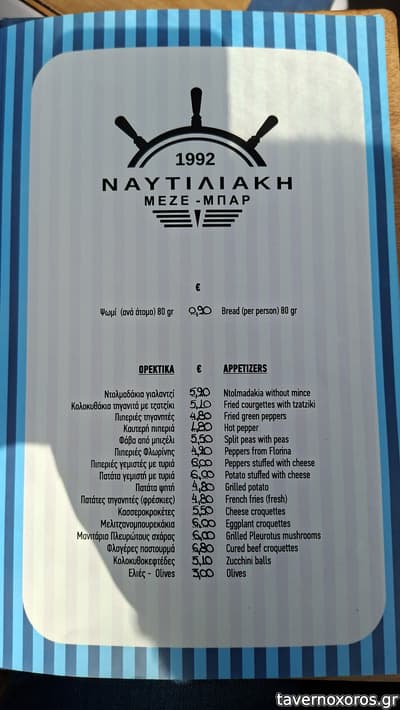 1992
ΝΑΥΤΙΛΙΑΚΗ
ΜΕΖΕ - ΜΠΑΡ
€
Ψωμί (ανά άτομο) 80 gr 0,90 Bread (per person) 80 gr
ΟΡΕΚΤΙΚΑ € APPETIZERS
Ντολμαδάκια γιαλαντζί 5,90 Ntolmadakia without mince
Κολοκυθάκια τηγανιτά με τζατζίκι 5,10 Fried courgettes with tzatziki
Πιπεριές τηγανητές 4,80 Fried green peppers
Καυτερή πιπεριά 1,80 Hot pepper
Φάβα από μπιζέλι 5,50 Split peas with peas
Πιπεριές Φλωρίνης 4,90 Peppers from Florina
Πιπεριές γεμιστές με τυρί 6,00 Peppers stuffed with cheese
Πατάτα γεμιστή με τυρί 6,90 Potato stuffed with cheese
Πατάτα ψητή 4,80 Grilled potato
Πατάτες τηγανητές (φρέσκιες) 4,80 French fries (fresh)
Κασσεροκροκέτες 5,50 Cheese croquettes
Μελιτζανομπουρεκάκια 6,00 Eggplant croquettes
Μανιτάρια Πλευρώτους σχάρας 6,00 Grilled Pleurotus mushrooms
Φλογέρες παστουρμά 6,80 Cured beef croquettes
Κολοκυθοκεφτέδες 5,10 Zucchini balls
Ελιές - Olives 3,00 Olives
tavernoxoros.gr